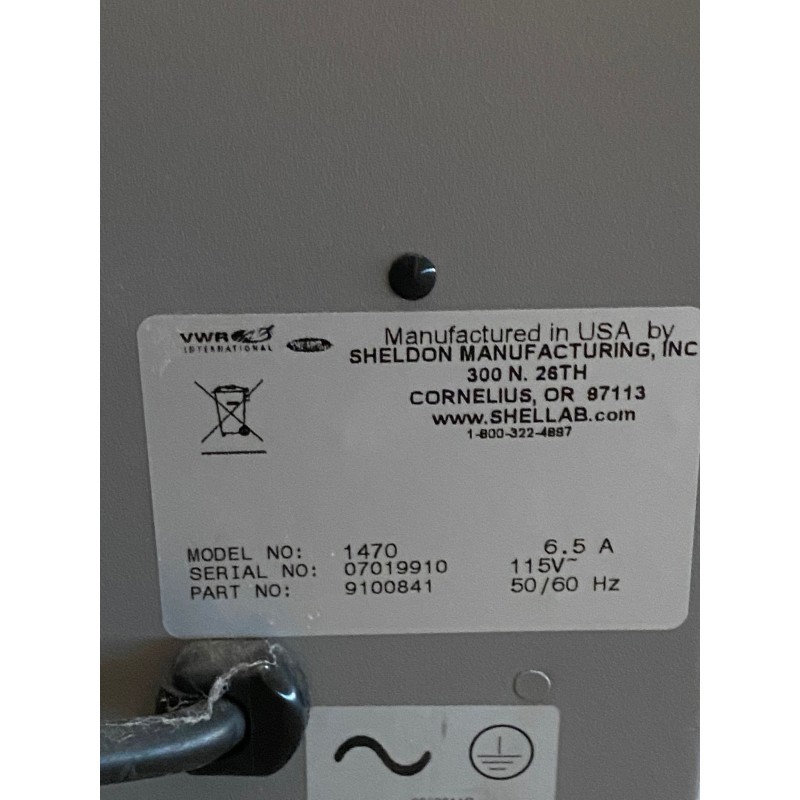 VWR
INTERNATIONAL
Manufactured in USA by
SHELDON MANUFACTURING, INC
300 N. 26TH
CORNELIUS, OR 97113
www.SHELLAB.com
1-800-322-4897
MODEL NO: 1470 6.5 A
SERIAL NO: 07019910 115V~
PART NO: 9100841 50/60 Hz